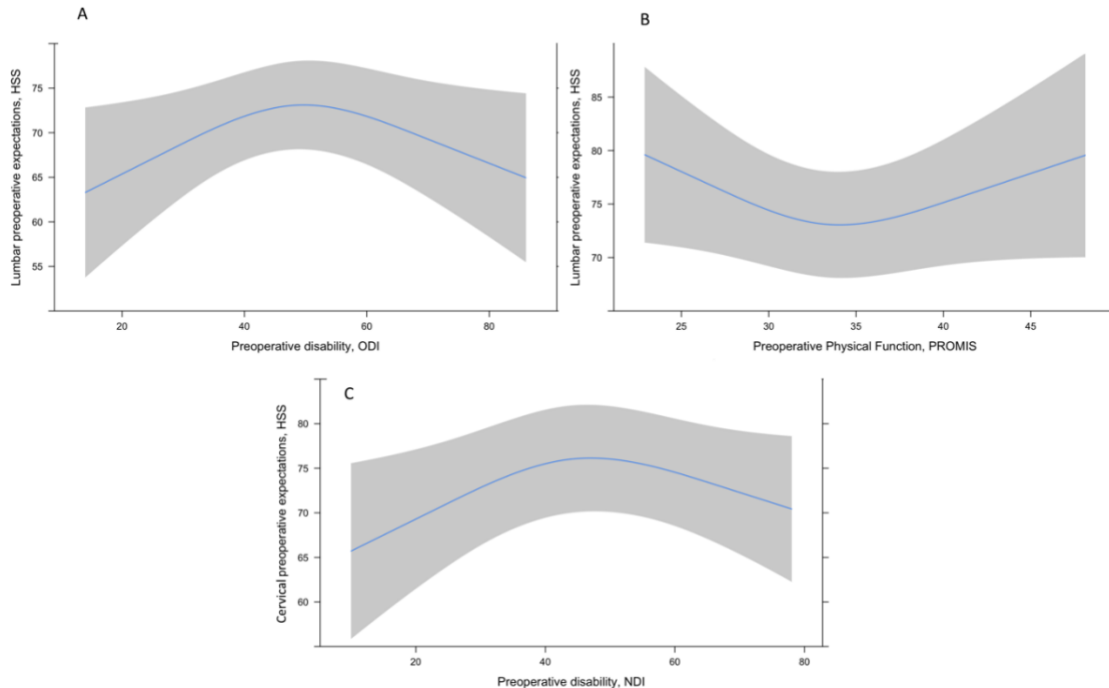 A
Lumbar preoperative expectations, HSS
75
70
65
60
55
20 40 60 80
Preoperative disability, ODI
B
Lumbar preoperative expectations, HSS
85
80
75
70
25 30 35 40 45
Preoperative Physical Function, PROMIS
C
Cervical preoperative expectations, HSS
80
75
70
65
60
20 40 60 80
Preoperative disability, NDI